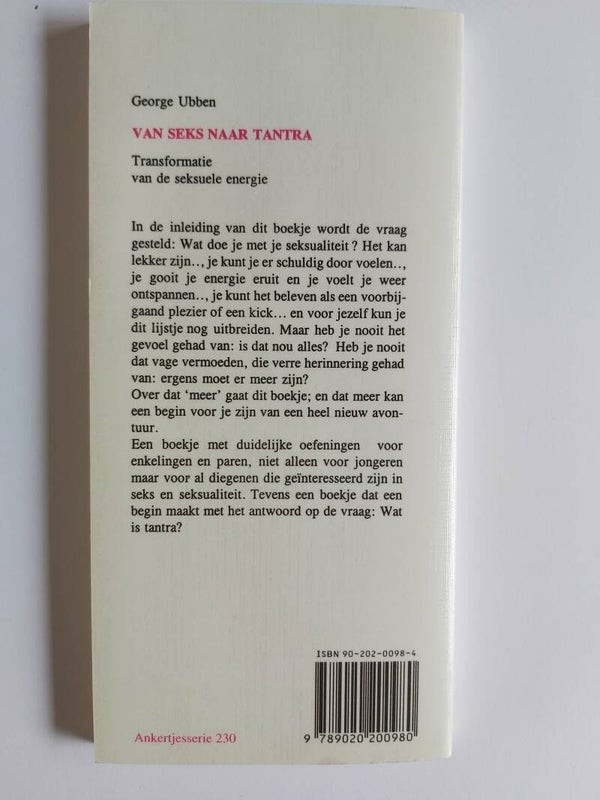 George Ubben
VAN SEKS NAAR TANTRA
Transformatie
van de seksuele energie
In de inleiding van dit boekje wordt de vraag
gesteld: Wat doe je met je seksualiteit ? Het kan
lekker zijn.., je kunt je er schuldig door voelen..,
je gooit je energie eruit en je voelt je weer
ontspannen.., je kunt het beleven als een voorbij-
gaand plezier of een kick... en voor jezelf kun je
dit lijstje nog uitbreiden. Maar heb je nooit het
gevoel gehad van: is dat nou alles? Heb je nooit
dat vage vermoeden, die verre herinnering gehad
van: ergens moet er meer zijn?
Over dat ‘meer’ gaat dit boekje; en dat meer kan
een begin voor je zijn van een heel nieuw avon-
tuur.
Een boekje met duidelijke oefeningen voor
enkelingen en paren, niet alleen voor jongeren
maar voor al diegenen die geïnteresseerd zijn in
seks en seksualiteit. Tevens een boekje dat een
begin maakt met het antwoord op de vraag: Wat
is tantra?
ISBN 90-202-0098-4
9 789020 200980
Ankertjesserie 230